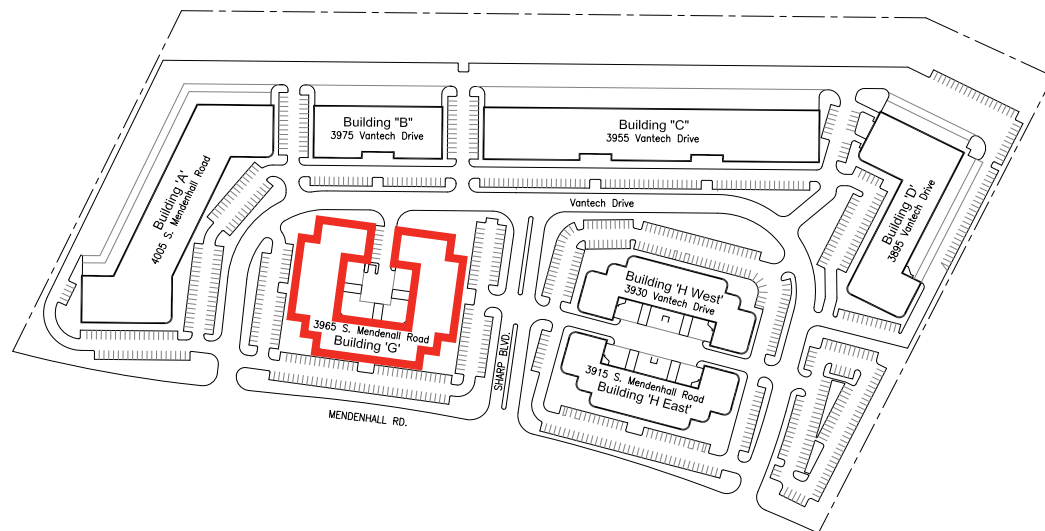 Building "B"
3975 Vantech Drive
Building "C"
3955 Vantech Drive
Building 'A'
4005 S. Mendenhall Road
Building 'D'
3895 Vantech Drive
Vantech Drive
Building 'H West'
3930 Vantech Drive
3965 S. Mendenall Road
Building 'G'
SHARP BLVD.
3915 S. Mendenhall Road
Building 'H East'
MENDENHALL RD.